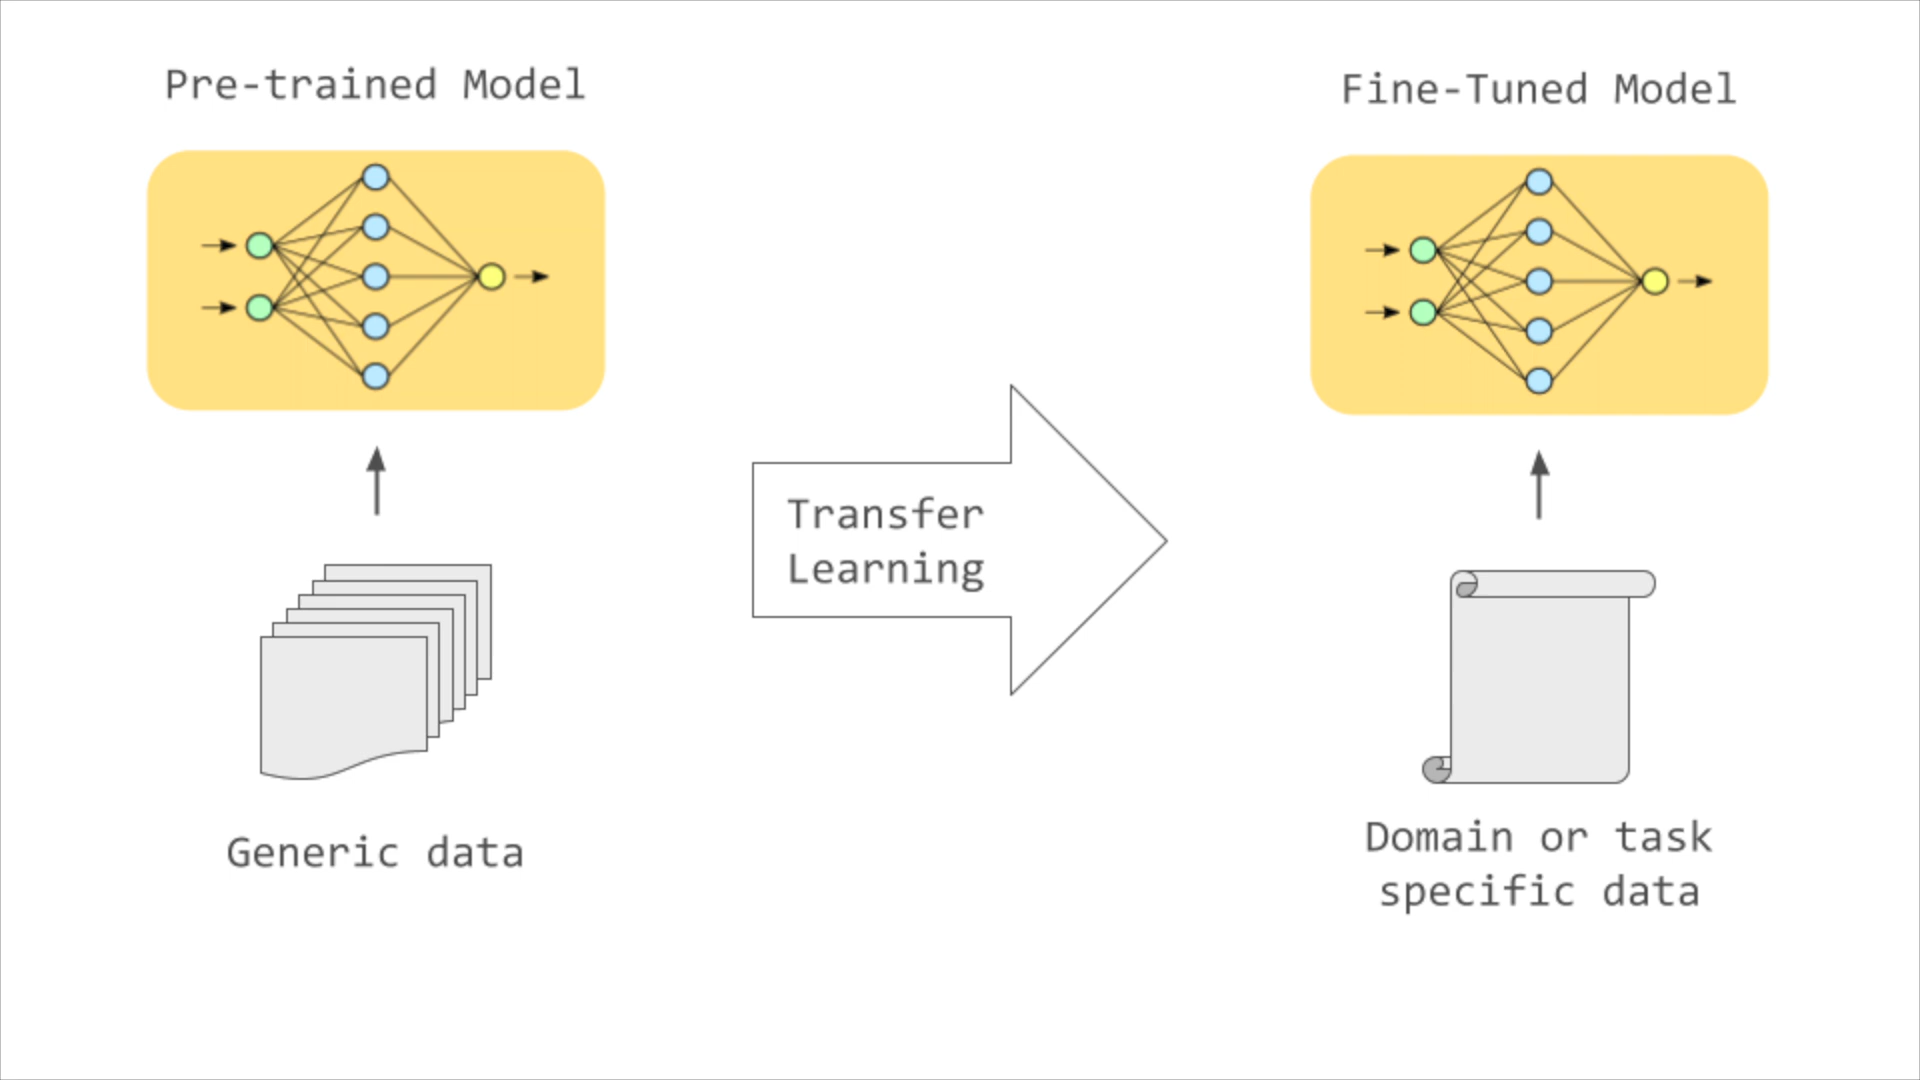 Pre-trained Model
Fine-Tuned Model
Transfer
Learning
Generic data
Domain or task
specific data